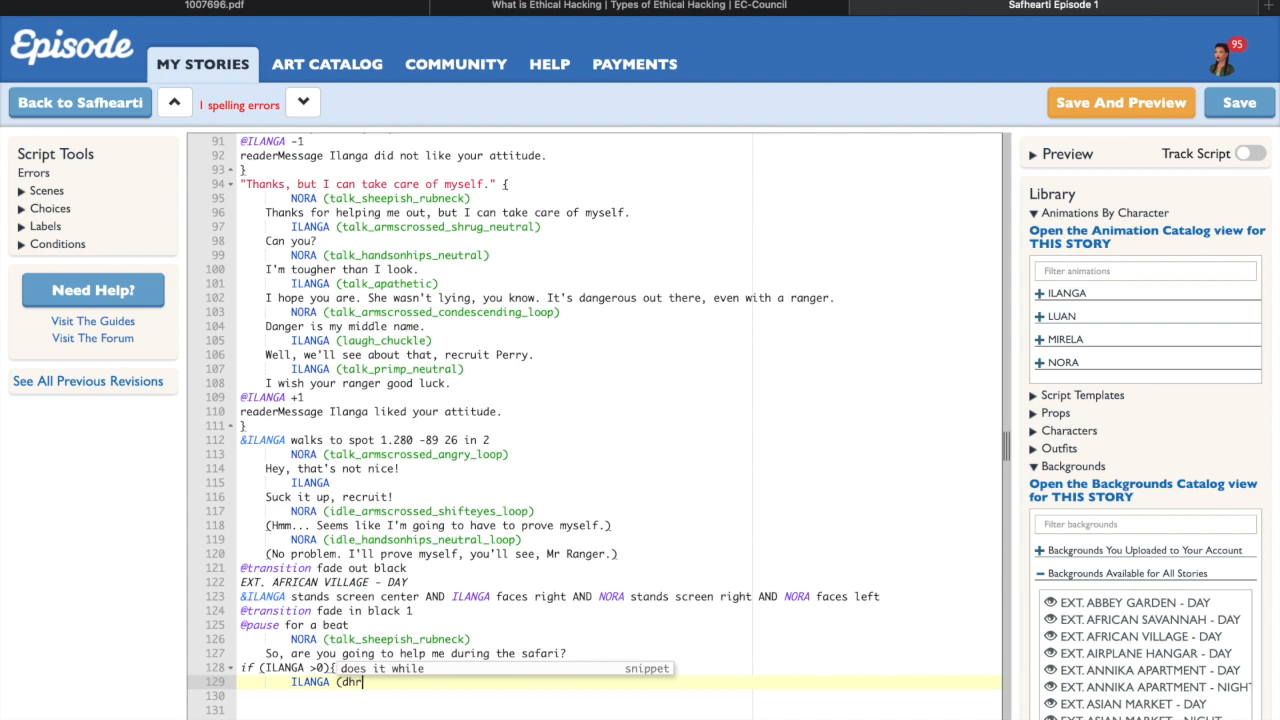 1007696.pdf
What is Ethical Hacking | Types of Ethical Hacking | EC-Council
Safhearti Episode 1
Episode
MY STORIES
ART CATALOG
COMMUNITY
HELP
PAYMENTS
95
Back to Safhearti
1 spelling errors
Save And Preview
Save
Script Tools
Errors
Scenes
Choices
Labels
Conditions
Need Help?
Visit The Guides
Visit The Forum
See All Previous Revisions
91 @ILANGA -1
92 readerMessage Ilanga did not like your attitude.
93 }
94 "Thanks, but I can take care of myself." {
95 NORA (talk_sheepish_rubneck)
96 Thanks for helping me out, but I can take care of myself.
97 ILANGA (talk_armscrossed_shrug_neutral)
98 Can you?
99 NORA (talk_handsonhips_neutral)
100 I'm tougher than I look.
101 ILANGA (talk_apathetic)
102 I hope you are. She wasn't lying, you know. It's dangerous out there, even with a ranger.
103 NORA (talk_armscrossed_condescending_loop)
104 Danger is my middle name.
105 ILANGA (laugh_chuckle)
106 Well, we'll see about that, recruit Perry.
107 ILANGA (talk_primp_neutral)
108 I wish your ranger good luck.
109 @ILANGA +1
110 readerMessage Ilanga liked your attitude.
111 }
112 &ILANGA walks to spot 1.280 -89 26 in 2
113 NORA (talk_armscrossed_angry_loop)
114 Hey, that's not nice!
115 ILANGA
116 Suck it up, recruit!
117 NORA (idle_armscrossed_shifteyes_loop)
118 (Hmm... Seems like I'm going to have to prove myself.)
119 NORA (idle_handsonhips_neutral_loop)
120 (No problem. I'll prove myself, you'll see, Mr Ranger.)
121 @transition fade out black
122 EXT. AFRICAN VILLAGE - DAY
123 &ILANGA stands screen center AND ILANGA faces right AND NORA stands screen right AND NORA faces left
124 @transition fade in black 1
125 @pause for a beat
126 NORA (talk_sheepish_rubneck)
127 So, are you going to help me during the safari?
128 if (ILANGA >0){ does it while snippet
129 ILANGA (dhr
130
131
Preview
Track Script
Library
Animations By Character
Open the Animation Catalog view for
THIS STORY
Filter animations
ILANGA
LUAN
MIRELA
NORA
Script Templates
Props
Characters
Outfits
Backgrounds
Open the Backgrounds Catalog view
for THIS STORY
Filter backgrounds
Backgrounds You Uploaded to Your Account
Backgrounds Available for All Stories
EXT. ABBEY GARDEN - DAY
EXT. AFRICAN SAVANNAH - DAY
EXT. AFRICAN VILLAGE - DAY
EXT. AIRPLANE HANGAR - DAY
EXT. ANNIKA APARTMENT - DAY
EXT. ANNIKA APARTMENT - NIGHT
EXT. ASIAN MARKET - DAY